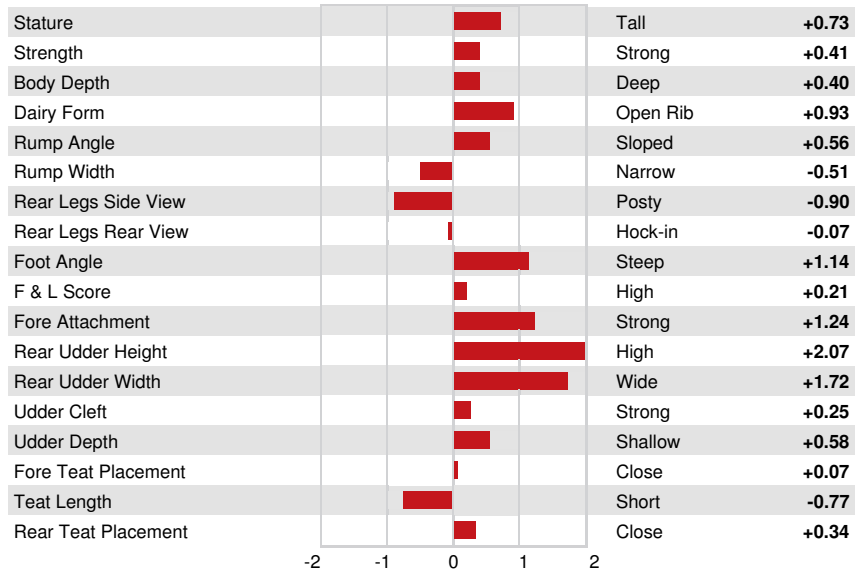 Stature Tall +0.73
Strength Strong +0.41
Body Depth Deep +0.40
Dairy Form Open Rib +0.93
Rump Angle Sloped +0.56
Rump Width Narrow -0.51
Rear Legs Side View Posty -0.90
Rear Legs Rear View Hock-in -0.07
Foot Angle Steep +1.14
F & L Score High +0.21
Fore Attachment Strong +1.24
Rear Udder Height High +2.07
Rear Udder Width Wide +1.72
Udder Cleft Strong +0.25
Udder Depth Shallow +0.58
Fore Teat Placement Close +0.07
Teat Length Short -0.77
Rear Teat Placement Close +0.34
-2 -1 0 1 2